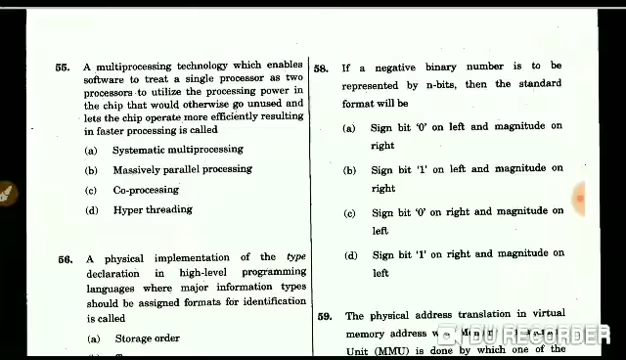 55. A multiprocessing technology which enables
software to treat a single processor as two
processors to utilize the processing power in
the chip that would otherwise go unused and
lets the chip operate more efficiently resulting
in faster processing is called
(a) Systematic multiprocessing
(b) Massively parallel processing
(c) Co-processing
(d) Hyper threading
56. A physical implementation of the type
declaration in high-level programming
languages where major information types
should be assigned formats for identification
is called
(a) Storage order
58. If a negative binary number is to be
represented by n-bits, then the standard
format will be
(a) Sign bit '0' on left and magnitude on
right
(b) Sign bit '1' on left and magnitude on
right
(c) Sign bit '0' on right and magnitude on
left
(d) Sign bit '1' on right and magnitude on
left
59. The physical address translation in virtual
memory address
Unit (MMU) is done by which one of the
DU RECORDER